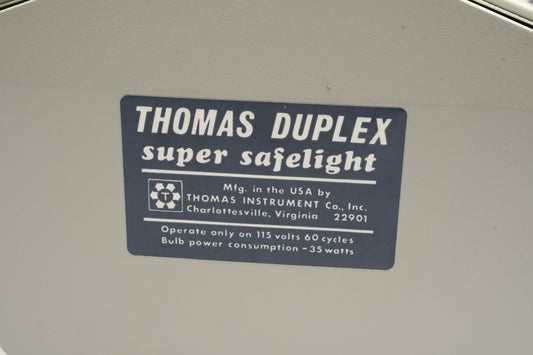 THOMAS DUPLEX
super safelight
T
Mfg. in the USA by
THOMAS INSTRUMENT Co., Inc.
Charlottesville, Virginia 22901
Operate only on 115 volts 60 cycles
Bulb power consumption – 35 watts